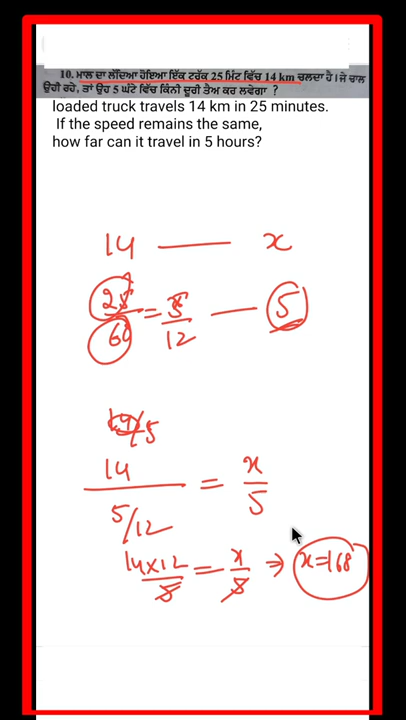 10. ਮਾਲ ਦਾ ਲੱਦਿਆ ਹੋਇਆ ਇੱਕ ਟਰੱਕ 25 ਮਿੰਟ ਵਿੱਚ 14 km ਚਲਦਾ ਹੈ। ਜੇ ਚਾਲ
ਉਹੀ ਰਹੇ, ਤਾਂ ਉਹ 5 ਘੰਟੇ ਵਿੱਚ ਕਿੰਨੀ ਦੂਰੀ ਤੈਅ ਕਰ ਲਵੇਗਾ ?
loaded truck travels 14 km in 25 minutes.
If the speed remains the same,
how far can it travel in 5 hours?
14 — x
25/60 = 5/12 — 5
14/(5/12) = x/5
14×12/5 = x/5 ⇒ x=168